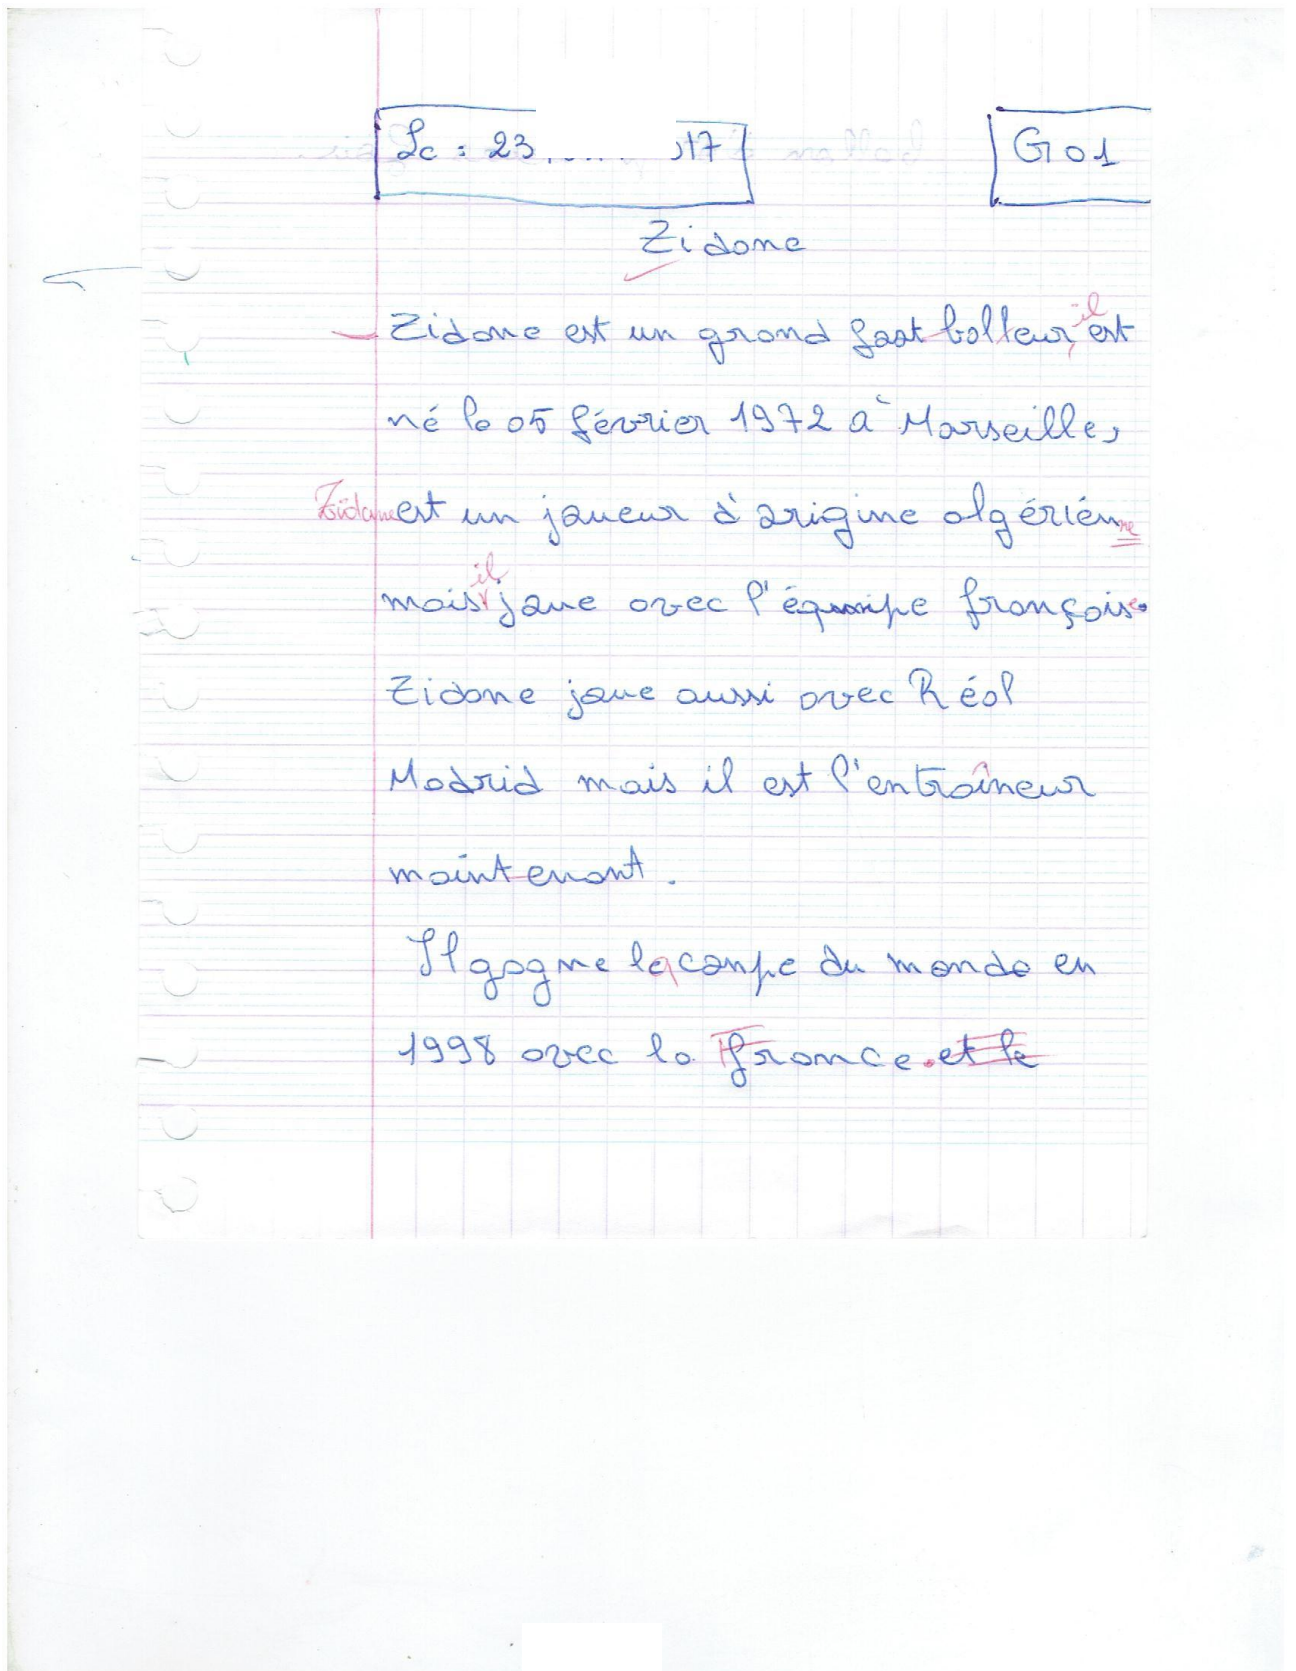 Lc : 23 17 G01
Zidane
Zidane est un grand foot balleur, il est
né le 05 février 1972 à Marseille,
Zidane est un joueur d'origine algérienne
mais il joue avec l'équipe française
Zidane joue aussi avec Réal
Madrid mais il est l'entraîneur
maintenant.
Il gagne la coupe du monde en
1998 avec la France. et le